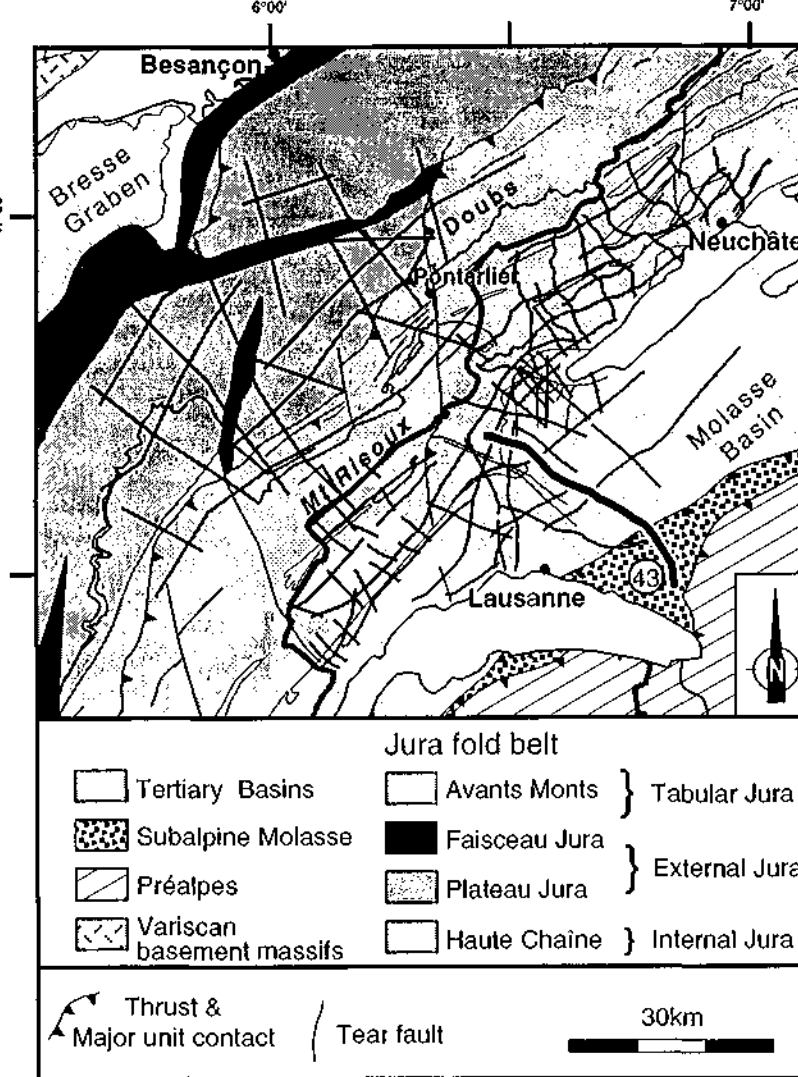 6°00'
7°00'
Besançon
Bresse
Graben
Doubs
Neuchâte
Pontarlier
Molasse
Basin
Mt Risoux
43
Lausanne
N
Jura fold belt
Tertiary Basins
Avants Monts } Tabular Jura
Subalpine Molasse
Faisceau Jura
} External Jura
Préalpes
Plateau Jura
Variscan
basement massifs
Haute Chaîne } Internal Jura
Thrust &
Major unit contact
Tear fault
30km